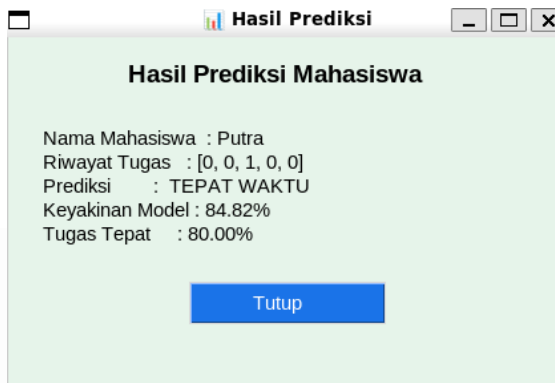 Hasil Prediksi
Hasil Prediksi Mahasiswa
Nama Mahasiswa : Putra
Riwayat Tugas : [0, 0, 1, 0, 0]
Prediksi : TEPAT WAKTU
Keyakinan Model : 84.82%
Tugas Tepat : 80.00%
Tutup